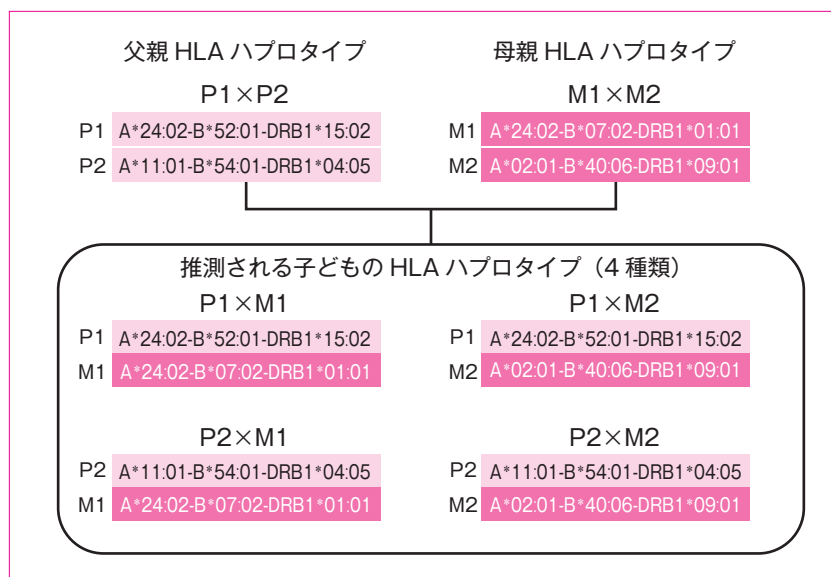 父親 HLA ハプロタイプ
母親 HLA ハプロタイプ
P1×P2
M1×M2
P1 A*24:02-B*52:01-DRB1*15:02
M1 A*24:02-B*07:02-DRB1*01:01
P2 A*11:01-B*54:01-DRB1*04:05
M2 A*02:01-B*40:06-DRB1*09:01
推測される子どもの HLA ハプロタイプ（4 種類）
P1×M1
P1×M2
P1 A*24:02-B*52:01-DRB1*15:02
P1 A*24:02-B*52:01-DRB1*15:02
M1 A*24:02-B*07:02-DRB1*01:01
M2 A*02:01-B*40:06-DRB1*09:01
P2×M1
P2×M2
P2 A*11:01-B*54:01-DRB1*04:05
P2 A*11:01-B*54:01-DRB1*04:05
M1 A*24:02-B*07:02-DRB1*01:01
M2 A*02:01-B*40:06-DRB1*09:01